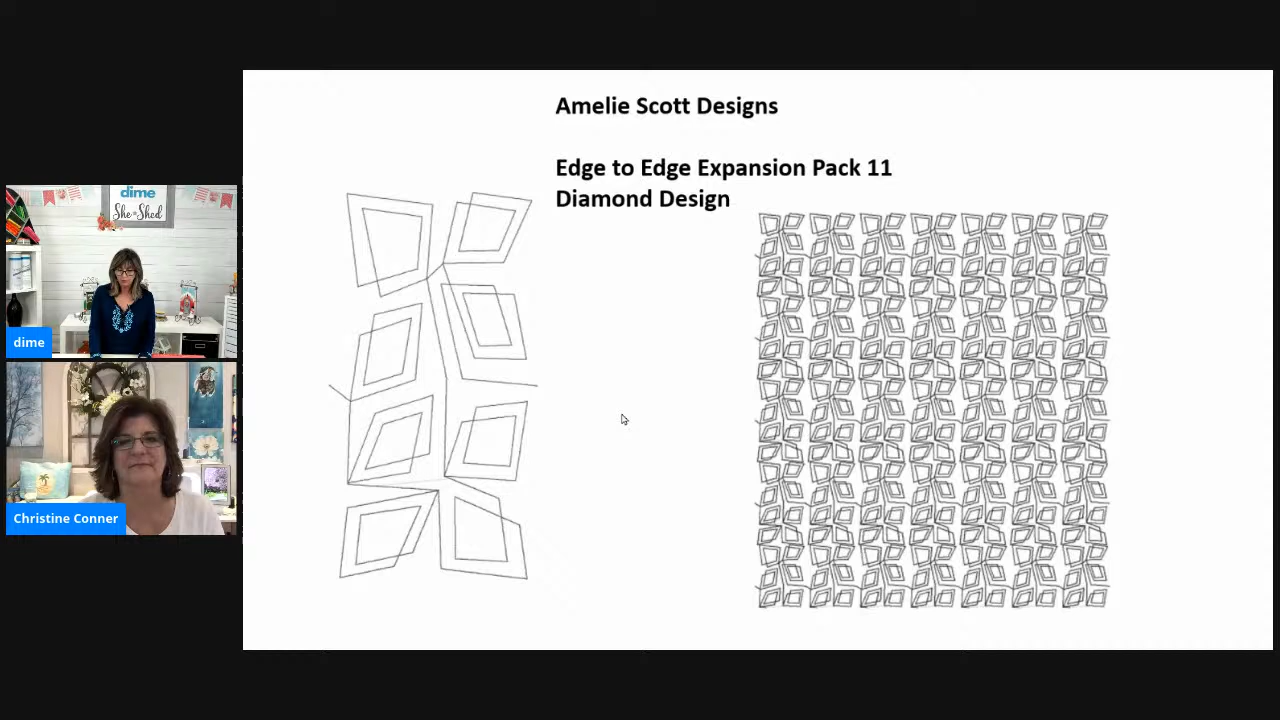 Amelie Scott Designs
Edge to Edge Expansion Pack 11
Diamond Design
dime
She Shed
dime
Christine Conner